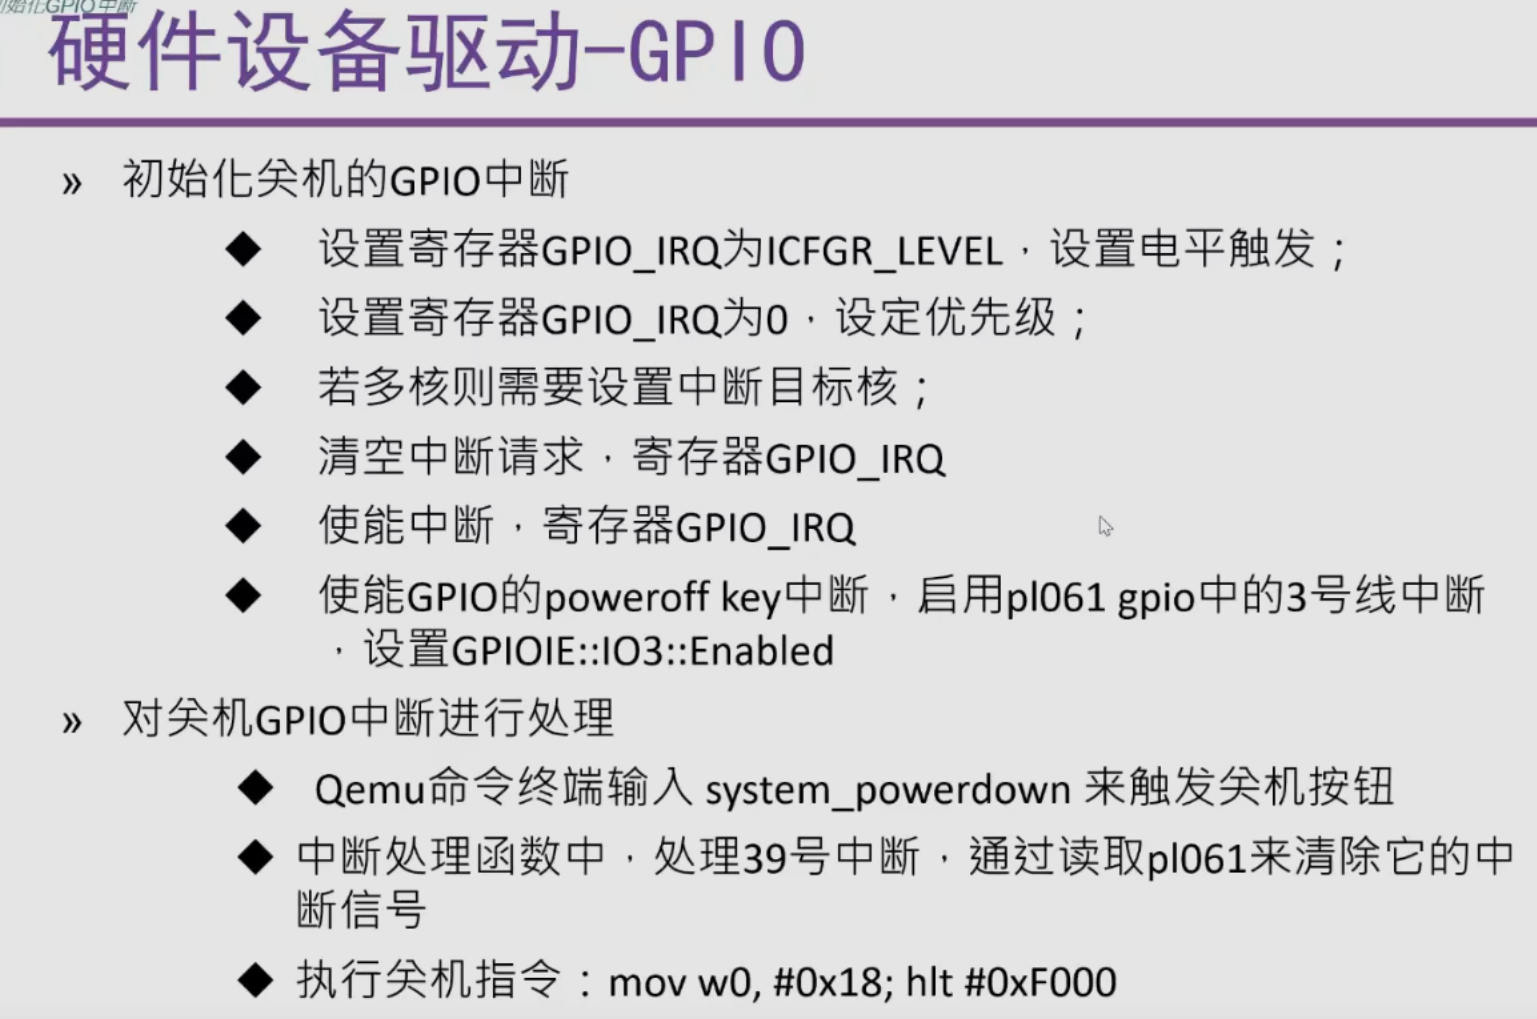 初始化GPIO中断
硬件设备驱动-GPIO
» 初始化关机的GPIO中断
◆ 设置寄存器GPIO_IRQ为ICFGR_LEVEL，设置电平触发；
◆ 设置寄存器GPIO_IRQ为0，设定优先级；
◆ 若多核则需要设置中断目标核；
◆ 清空中断请求，寄存器GPIO_IRQ
◆ 使能中断，寄存器GPIO_IRQ
◆ 使能GPIO的poweroff key中断，启用pl061 gpio中的3号线中断
，设置GPIOIE::IO3::Enabled
» 对关机GPIO中断进行处理
◆ Qemu命令终端输入 system_powerdown 来触发关机按钮
◆ 中断处理函数中，处理39号中断，通过读取pl061来清除它的中
断信号
◆ 执行关机指令：mov w0, #0x18; hlt #0xF000